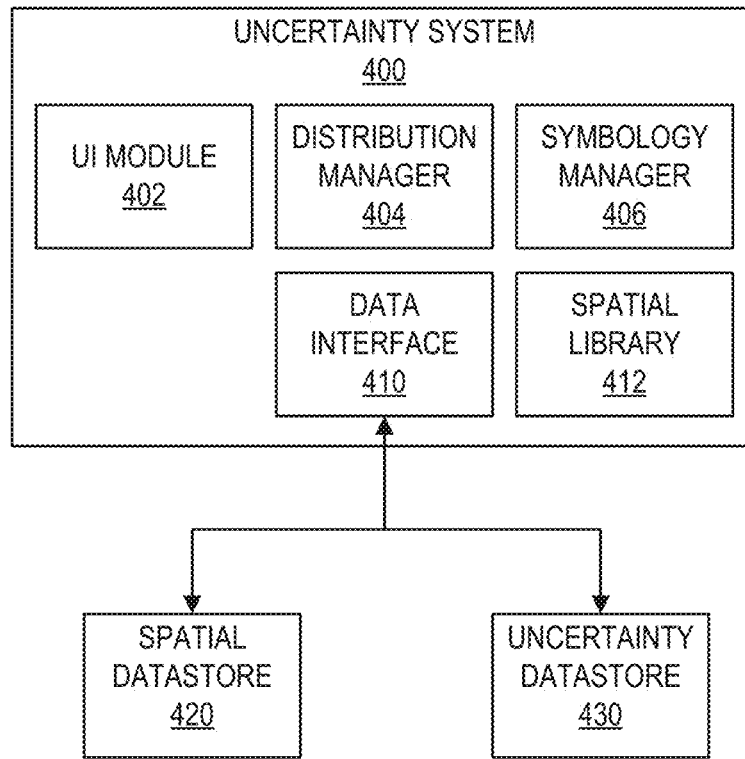 UNCERTAINTY SYSTEM
400
UI MODULE
402
DISTRIBUTION
MANAGER
404
SYMBOLOGY
MANAGER
406
DATA
INTERFACE
410
SPATIAL
LIBRARY
412
SPATIAL
DATASTORE
420
UNCERTAINTY
DATASTORE
430